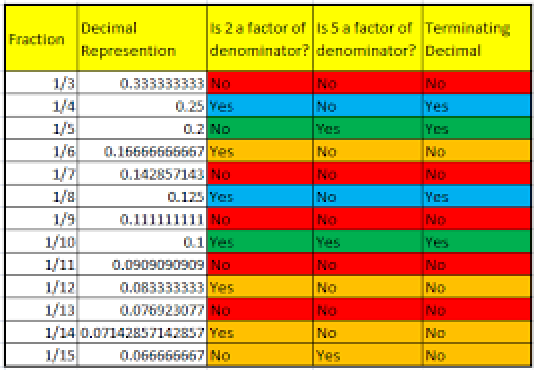 Fraction Decimal Represention Is 2 a factor of denominator? Is 5 a factor of denominator? Terminating Decimal
1/3 0.333333333 No No No
1/4 0.25 Yes No Yes
1/5 0.2 No Yes Yes
1/6 0.16666666667 Yes No No
1/7 0.142857143 No No No
1/8 0.125 Yes No Yes
1/9 0.111111111 No No No
1/10 0.1 Yes Yes Yes
1/11 0.0909090909 No No No
1/12 0.083333333 Yes No No
1/13 0.076923077 No No No
1/14 0.07142857142857 Yes No No
1/15 0.066666667 No Yes No